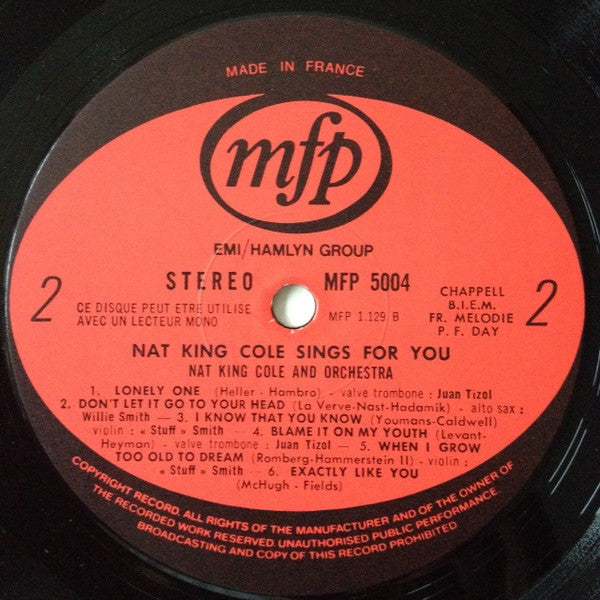 MADE IN FRANCE
mfp
EMI/HAMLYN GROUP
2
STEREO
MFP 5004
CE DISQUE PEUT ETRE UTILISE
AVEC UN LECTEUR MONO
MFP 1.129 B
CHAPPELL
B.I.E.M.
FR. MELODIE
P. F. DAY
2
NAT KING COLE SINGS FOR YOU
NAT KING COLE AND ORCHESTRA
1. LONELY ONE (Heller - Hambro) - valve trombone : Juan Tizol
2. DON'T LET IT GO TO YOUR HEAD (La Verve-Nast-Hadamik) - alto sax :
Willie Smith — 3. I KNOW THAT YOU KNOW (Youmans-Caldwell)
violin : « Stuff » Smith — 4. BLAME IT ON MY YOUTH (Levant-
Heyman) - valve trombone : Juan Tizol — 5. WHEN I GROW
TOO OLD TO DREAM (Romberg-Hammerstein II) - violin :
« Stuff » Smith — 6. EXACTLY LIKE YOU
(McHugh - Fields)
COPYRIGHT RECORD. ALL RIGHTS OF THE MANUFACTURER AND OF THE OWNER OF
THE RECORDED WORK RESERVED UNAUTHORISED PUBLIC PERFORMANCE.
BROADCASTING AND COPY OF THIS RECORD PROHIBITED